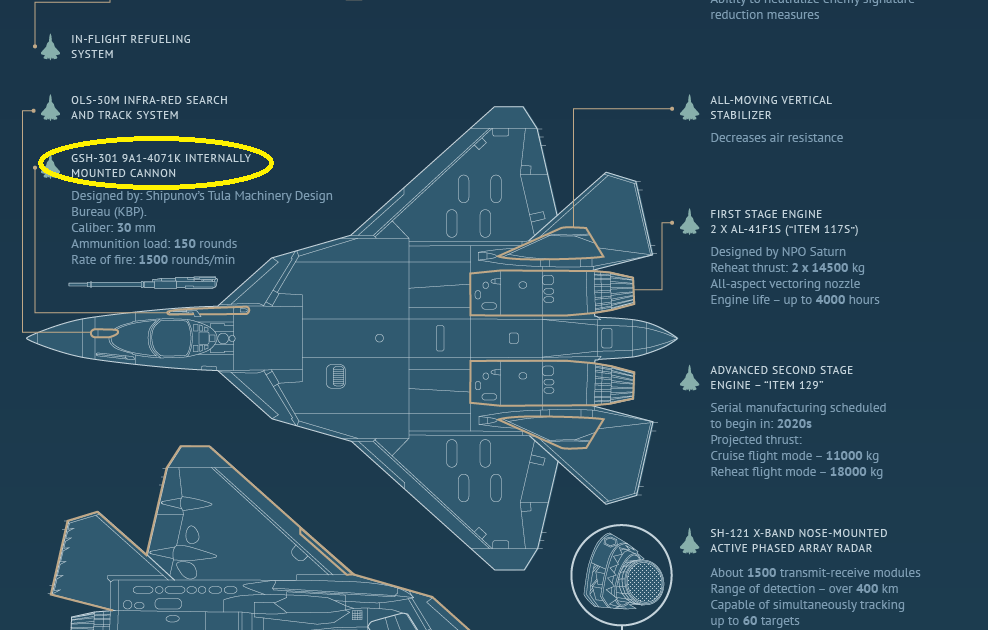 IN-FLIGHT REFUELING
SYSTEM
OLS-50M INFRA-RED SEARCH
AND TRACK SYSTEM
GSH-301 9A1-4071K INTERNALLY
MOUNTED CANNON
Designed by: Shipunov's Tula Machinery Design
Bureau (KBP).
Caliber: 30 mm
Ammunition load: 150 rounds
Rate of fire: 1500 rounds/min
reduction measures
ALL-MOVING VERTICAL
STABILIZER
Decreases air resistance
FIRST STAGE ENGINE
2 X AL-41F1S ("ITEM 117S")
Designed by NPO Saturn
Reheat thrust: 2 x 14500 kg
All-aspect vectoring nozzle
Engine life – up to 4000 hours
ADVANCED SECOND STAGE
ENGINE – "ITEM 129"
Serial manufacturing scheduled
to begin in: 2020s
Projected thrust:
Cruise flight mode – 11000 kg
Reheat flight mode – 18000 kg
SH-121 X-BAND NOSE-MOUNTED
ACTIVE PHASED ARRAY RADAR
About 1500 transmit-receive modules
Range of detection – over 400 km
Capable of simultaneously tracking
up to 60 targets